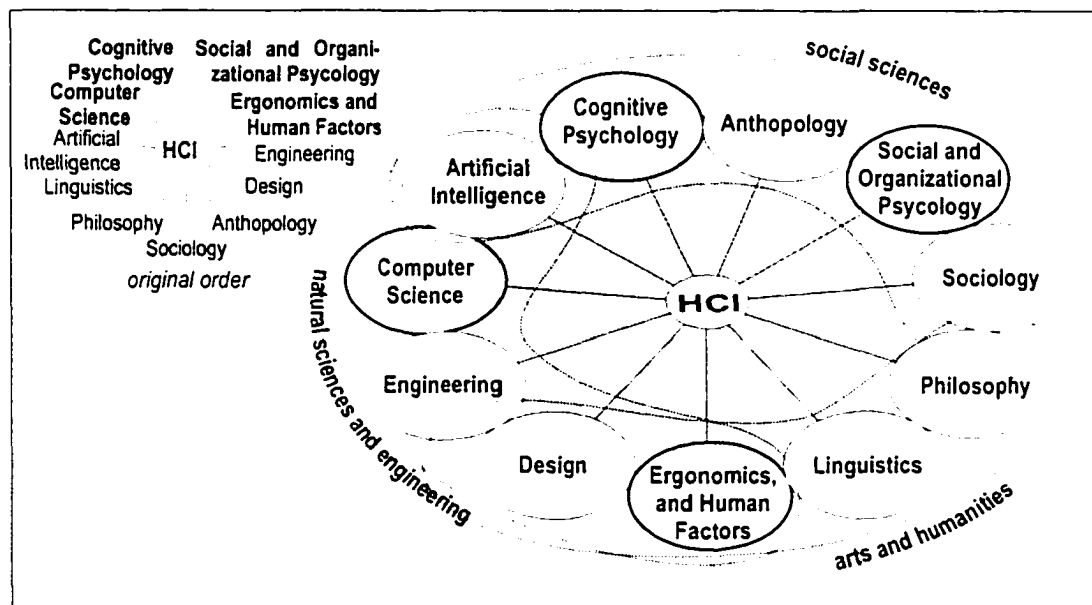 Cognitive
Psychology
Social and Organi-
zational Psycology
Computer
Science
Ergonomics and
Human Factors
Artificial
Intelligence
HCI
Engineering
Linguistics
Design
Philosophy
Anthopology
Sociology
original order
social sciences
Cognitive
Psychology
Anthopology
Social and
Organizational
Psycology
Artificial
Intelligence
Computer
Science
HCI
Sociology
Engineering
Philosophy
Design
Ergonomics,
and Human
Factors
Linguistics
natural sciences and engineering
arts and humanities